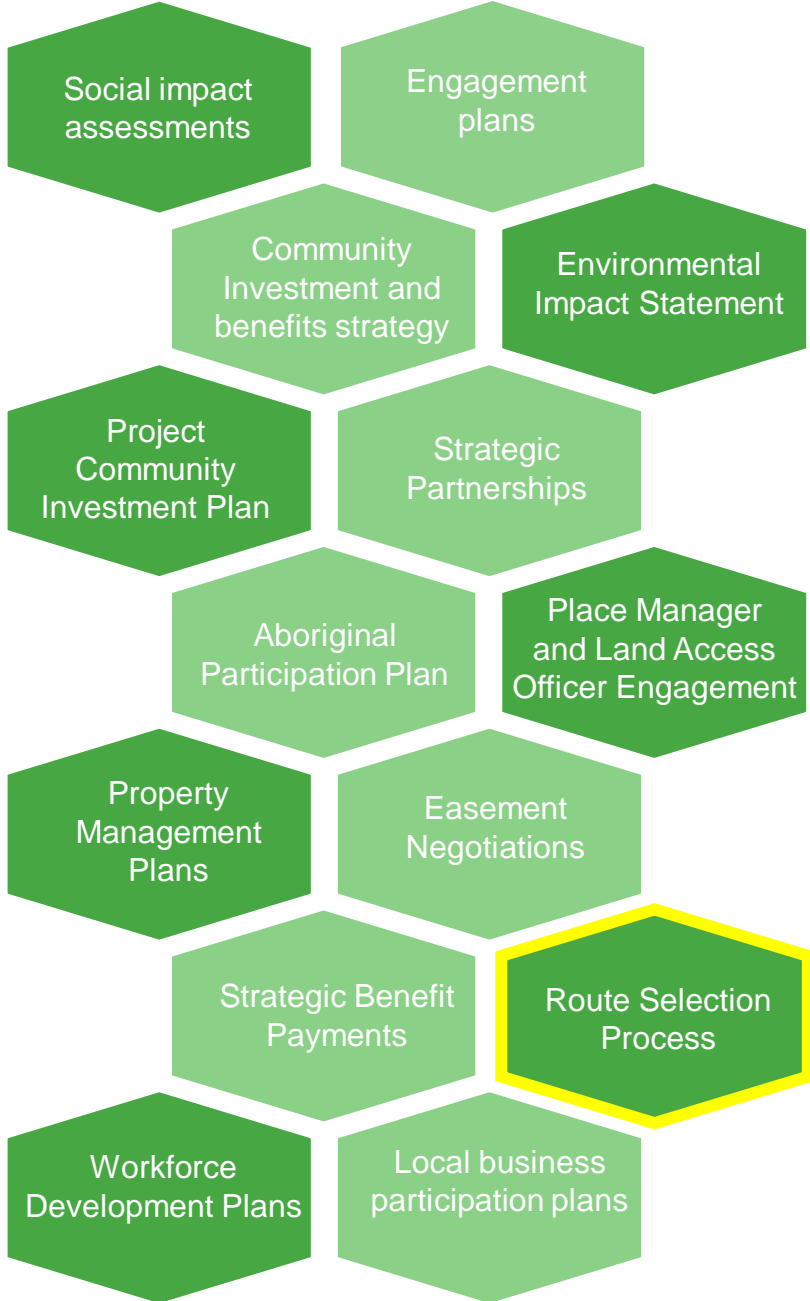 Social impact
assessments
Engagement
plans
Community
Investment and
benefits strategy
Environmental
Impact Statement
Project
Community
Investment Plan
Strategic
Partnerships
Aboriginal
Participation Plan
Place Manager
and Land Access
Officer Engagement
Property
Management
Plans
Easement
Negotiations
Strategic Benefit
Payments
Route Selection
Process
Workforce
Development Plans
Local business
participation plans